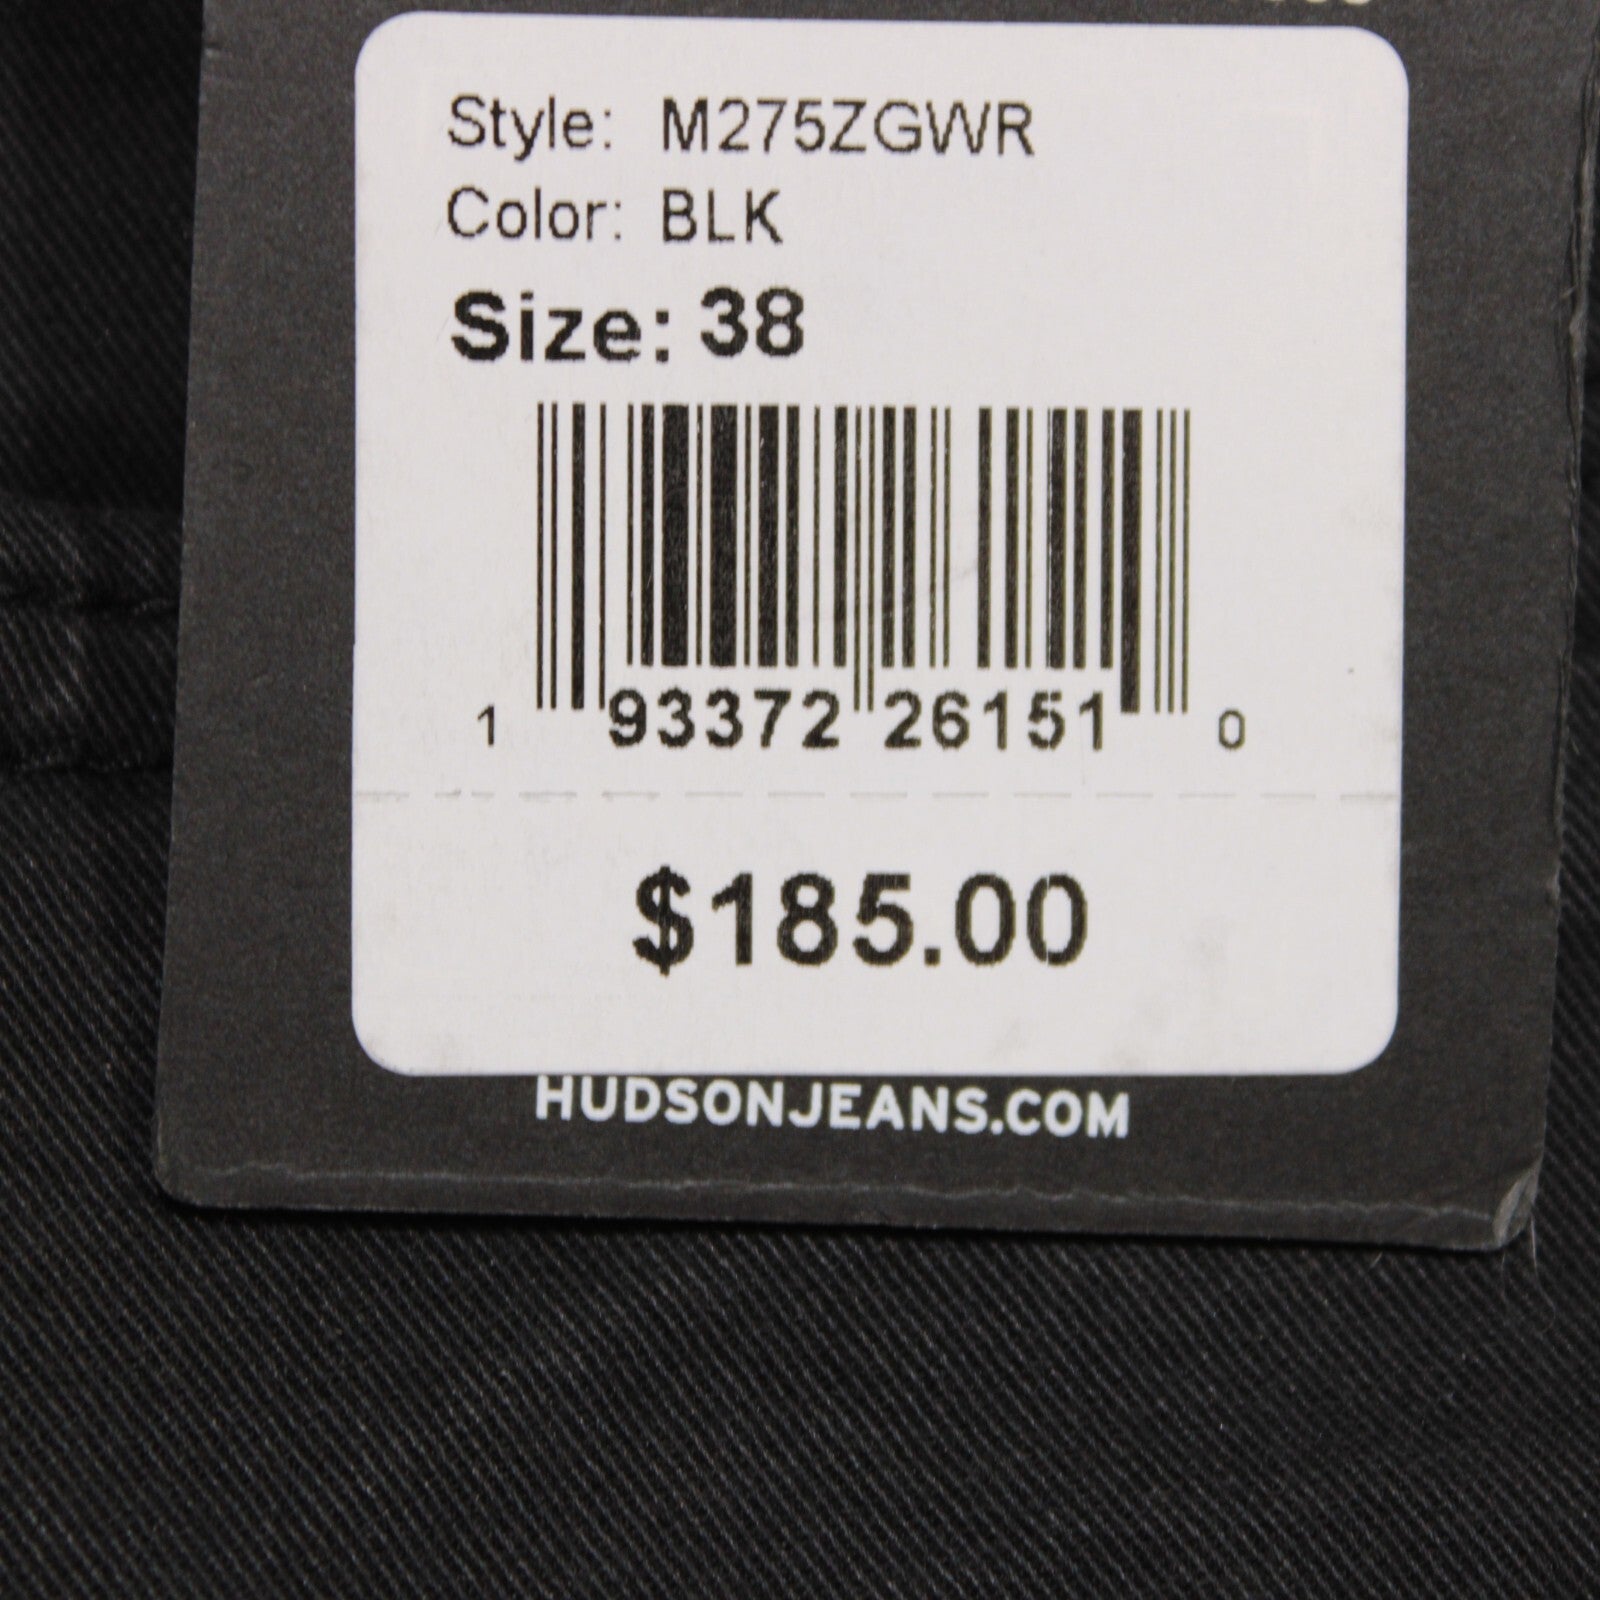 Style: M275ZGWR
Color: BLK
Size: 38
1 93372 26151 0
$185.00
HUDSONJEANS.COM